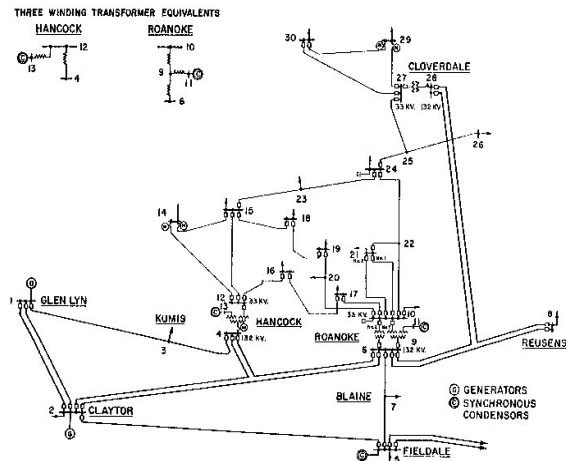 THREE WINDING TRANSFORMER EQUIVALENTS
HANCOCK
ROANOKE
12
C
13
4
10
9
C
11
6
30
29
CLOVERDALE
27
28
33 KV.
132 KV.
26
25
24
23
14
15
18
22
19
21
16
20
17
12
33 KV.
13
C
HANCOCK
33 KV.
10
11
C
ROANOKE
9
G
1
GLEN LYN
KUMIS
3
4
132 KV.
6
132 KV.
8
REUSENS
BLAINE
7
G GENERATORS
C SYNCHRONOUS
CONDENSORS
2
CLAYTOR
G
C
5
FIELDALE